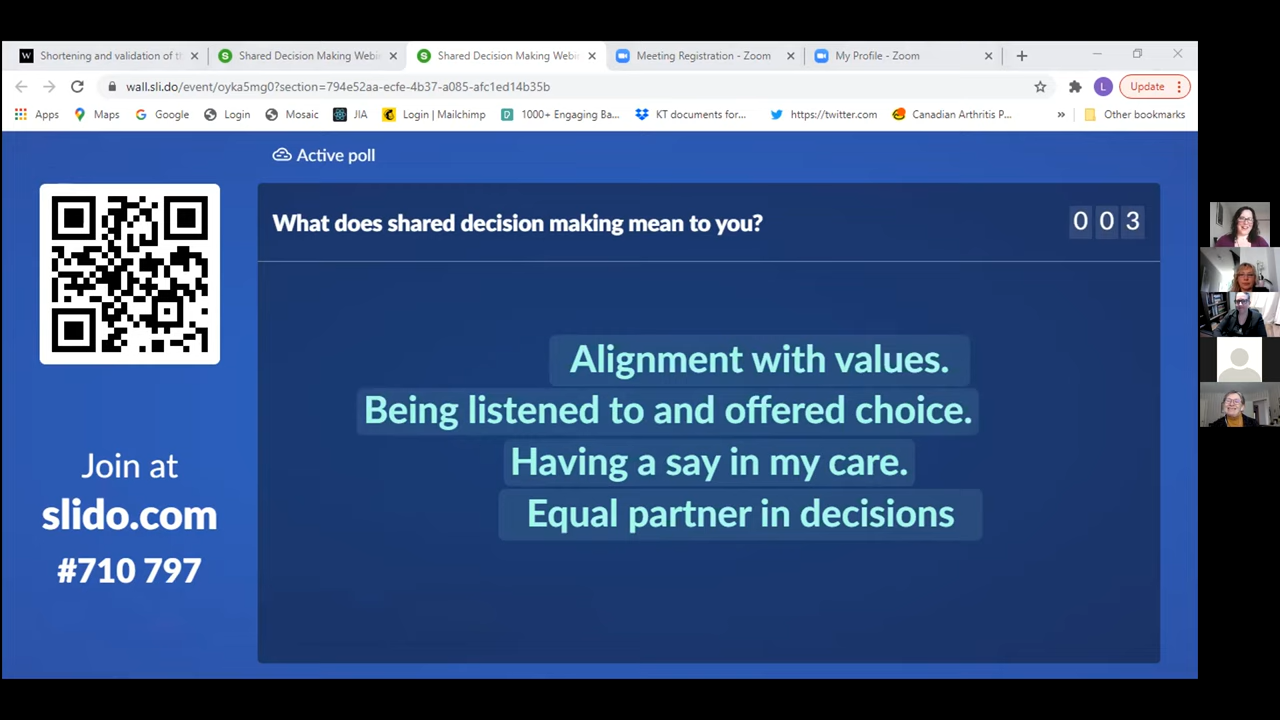 Shortening and validation of t
Shared Decision Making Webi
Shared Decision Making Webin
Meeting Registration - Zoom
My Profile - Zoom
wall.sli.do/event/oyka5mg0?section=794e52aa-ecfe-4b37-a085-afc1ed14b35b
L
Update
Apps
Maps
Google
Login
Mosaic
JIA
Login | Mailchimp
1000+ Engaging Ba...
KT documents for...
https://twitter.com
Canadian Arthritis P...
»
Other bookmarks
Active poll
What does shared decision making mean to you?
0 0 3
Alignment with values.
Being listened to and offered choice.
Having a say in my care.
Equal partner in decisions
Join at
slido.com
#710 797